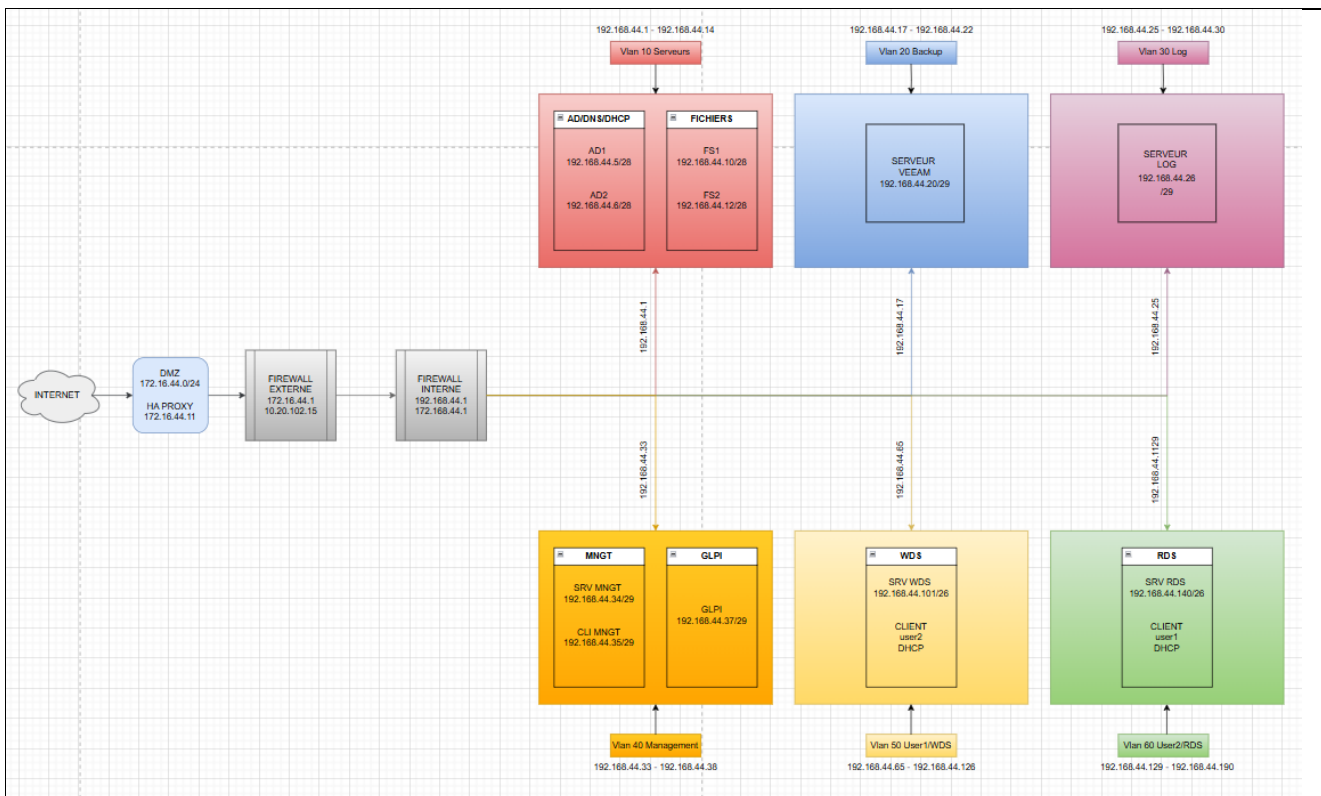 192.168.44.1 - 192.168.44.14
Vlan 10 Serveurs
AD/DNS/DHCP
AD1
192.168.44.5/28
AD2
192.168.44.6/28
FICHIERS
FS1
192.168.44.10/28
FS2
192.168.44.12/28
192.168.44.17 - 192.168.44.22
Vlan 20 Backup
SERVEUR
VEEAM
192.168.44.20/29
192.168.44.25 - 192.168.44.30
Vlan 30 Log
SERVEUR
LOG
192.168.44.26
/29
192.168.44.1
192.168.44.17
192.168.44.25
INTERNET
DMZ
172.16.44.0/24
HA PROXY
172.16.44.11
FIREWALL
EXTERNE
172.16.44.1
10.20.102.15
FIREWALL
INTERNE
192.168.44.1
172.168.44.1
192.168.44.33
192.168.44.65
192.168.44.1129
MNGT
SRV MNGT
192.168.44.34/29
CLI MNGT
192.168.44.35/29
GLPI
GLPI
192.168.44.37/29
Vlan 40 Management
192.168.44.33 - 192.168.44.38
WDS
SRV WDS
192.168.44.101/26
CLIENT
user2
DHCP
Vlan 50 User1/WDS
192.168.44.65 - 192.168.44.126
RDS
SRV RDS
192.168.44.140/26
CLIENT
user1
DHCP
Vlan 60 User2/RDS
192.168.44.129 - 192.168.44.190